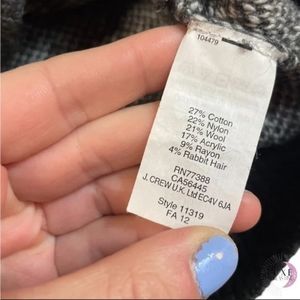 104479
27% Cotton
22% Nylon
21% Wool
17% Acrylic
9% Rayon
4% Rabbit Hair
RN77388
CA56445
J. CREW U.K. Ltd EC4V 6JA
Style 11319
FA 12